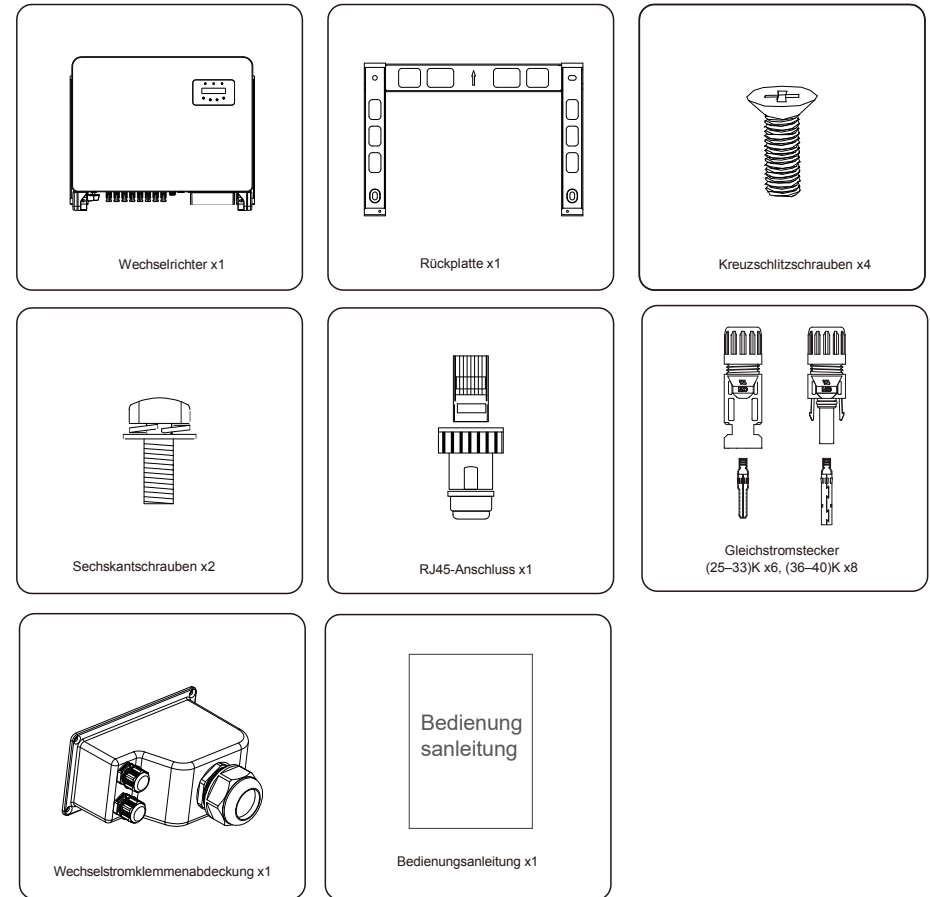 Wechselrichter x1
Rückplatte x1
Kreuzschlitzschrauben x4
Sechskantschrauben x2
RJ45-Anschluss x1
Gleichstromstecker
(25–33)K x6, (36–40)K x8
Wechselstromklemmenabdeckung x1
Bedienung
sanleitung
Bedienungsanleitung x1